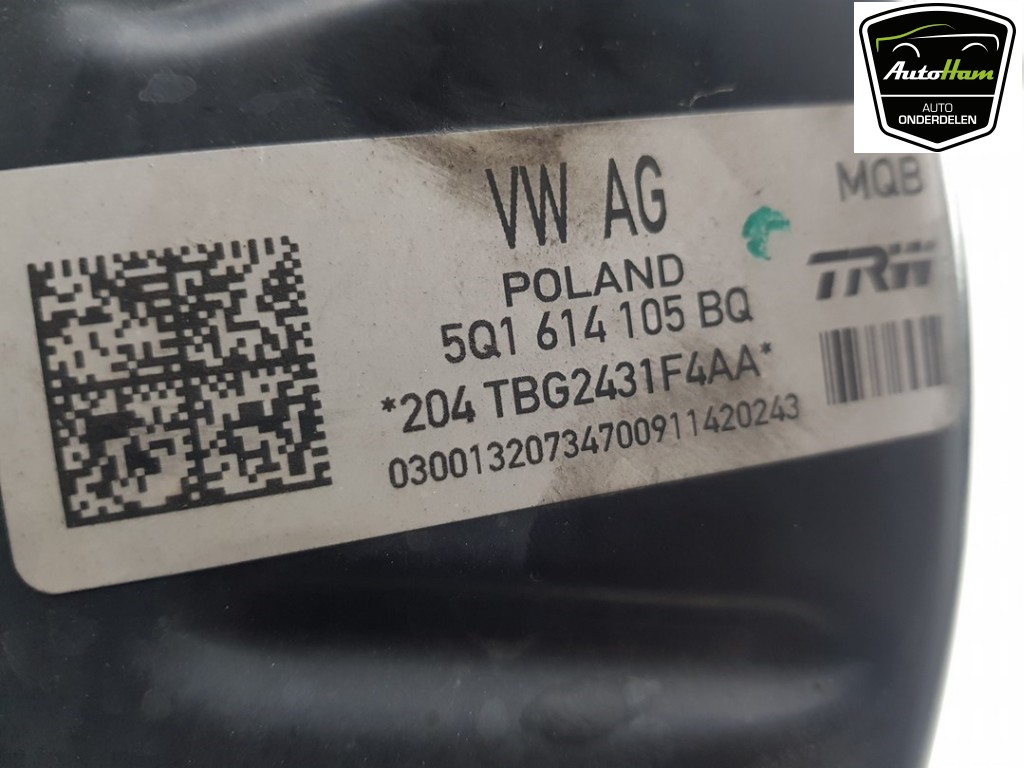 AutoHam
AUTO
ONDERDELEN
VW AG
MQB
POLAND
TRW
5Q1 614 105 BQ
*204 TBG2431F4AA*
03001320734700911420243